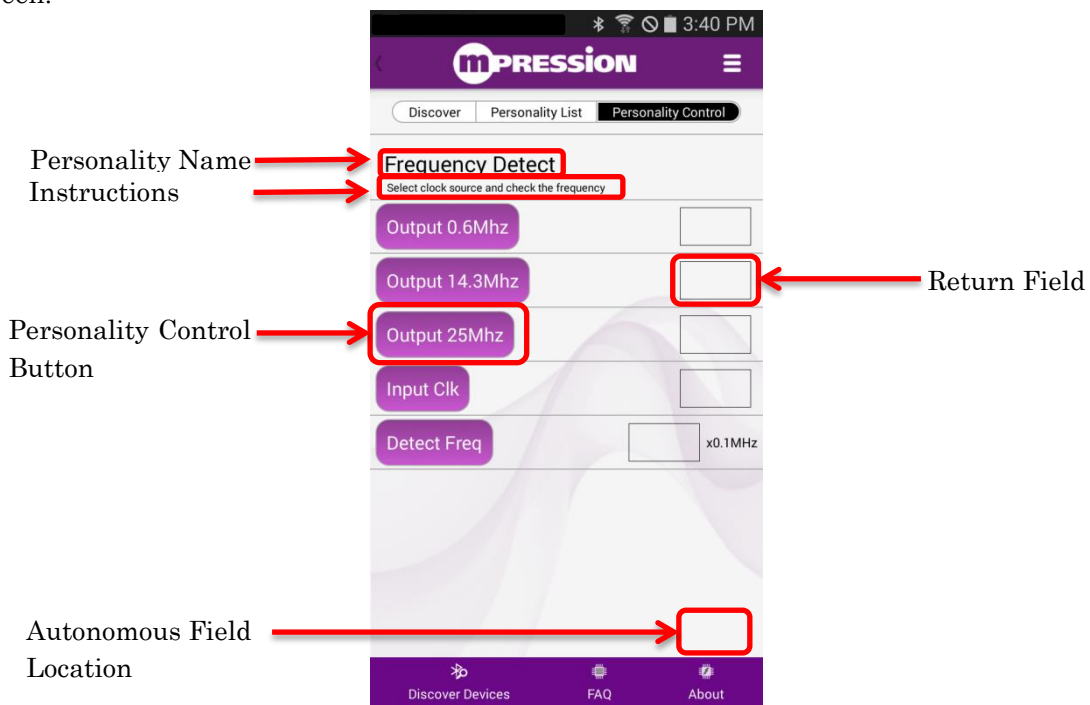 3:40 PM
mPRESSION
Discover Personality List Personality Control
Personality Name
Frequency Detect
Instructions
Select clock source and check the frequency
Output 0.6Mhz
Output 14.3Mhz
Return Field
Personality Control
Button
Output 25Mhz
Input Clk
Detect Freq x0.1MHz
Autonomous Field
Location
Discover Devices FAQ About